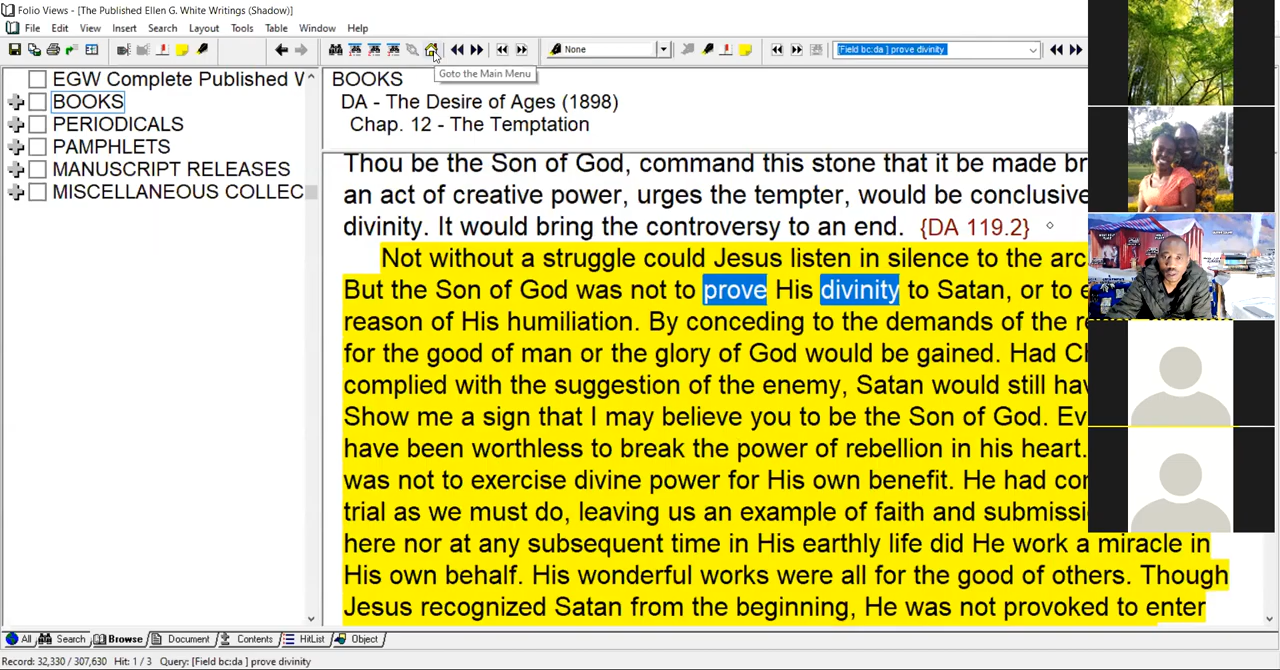 Folio Views - [The Published Ellen G. White Writings (Shadow)]
File Edit View Insert Search Layout Tools Table Window Help
None
[Field bc:da ] prove divinity
Goto the Main Menu
EGW Complete Published W
BOOKS
PERIODICALS
PAMPHLETS
MANUSCRIPT RELEASES
MISCELLANEOUS COLLEC
BOOKS
DA - The Desire of Ages (1898)
Chap. 12 - The Temptation
Thou be the Son of God, command this stone that it be made br
an act of creative power, urges the tempter, would be conclusive
divinity. It would bring the controversy to an end. {DA 119.2}
Not without a struggle could Jesus listen in silence to the arc
But the Son of God was not to prove His divinity to Satan, or to e
reason of His humiliation. By conceding to the demands of the re
for the good of man or the glory of God would be gained. Had Ch
complied with the suggestion of the enemy, Satan would still hav
Show me a sign that I may believe you to be the Son of God. Ev
have been worthless to break the power of rebellion in his heart.
was not to exercise divine power for His own benefit. He had con
trial as we must do, leaving us an example of faith and submissi
here nor at any subsequent time in His earthly life did He work a miracle in
His own behalf. His wonderful works were all for the good of others. Though
Jesus recognized Satan from the beginning, He was not provoked to enter
All Search Browse Document Contents HitList Object
Record: 32,330 / 307,630 Hit: 1 / 3 Query: [Field bc:da ] prove divinity